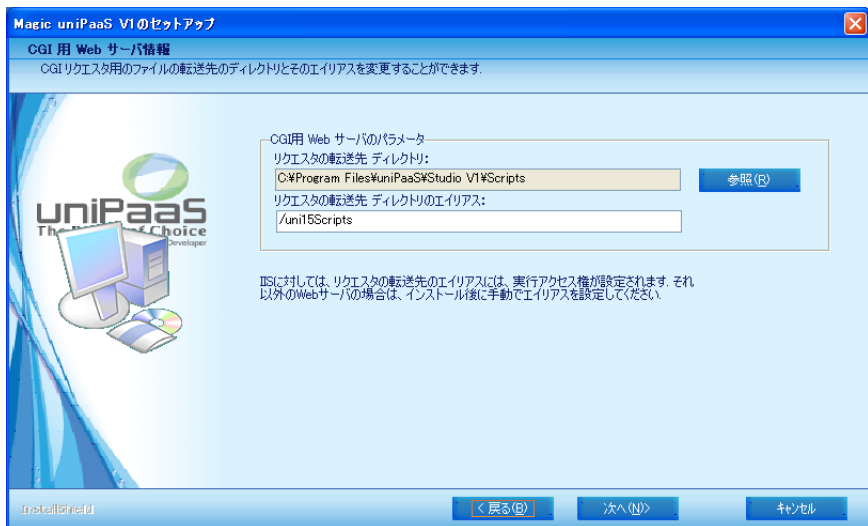 Magic uniPaaS V1のセットアップ
CGI 用 Web サーバ情報
CGIリクエスタ用のファイルの転送先のディレクトリとそのエイリアスを変更することができます.
CGI用 Web サーバのパラメータ
リクエスタの転送先 ディレクトリ:
C:¥Program Files¥uniPaaS¥Studio V1¥Scripts
参照(R)
リクエスタの転送先 ディレクトリのエイリアス:
/uni15Scripts
uniPaaS
The of Choice
Developer
IISに対しては、リクエスタの転送先のエイリアスには、実行アクセス権が設定されます. それ
以外のWebサーバの場合は、インストール後に手動でエイリアスを設定してください.
InstallShield
< 戻る(B)
次へ(N)>
キャンセル